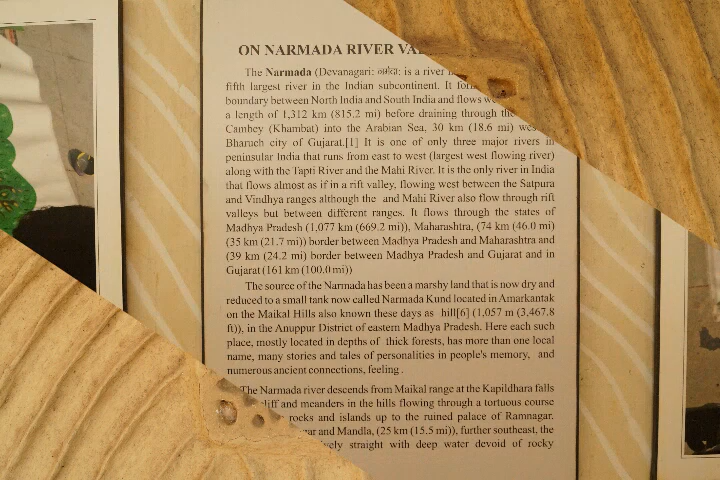 ON NARMADA RIVER
The Narmada (Devanagari: is a river
fifth largest river in the Indian subcontinent. It
boundary between North India and South India and flows
a length of 1,312 km (815.2 mi) before draining through the
Cambey (Khambat) into the Arabian Sea, 30 km (18.6 mi)
Bharuch city of Gujarat.[1] It is one of only three major rivers in
peninsular India that runs from east to west (largest west flowing river)
along with the Tapti River and the Mahi River. It is the only river in India
that flows almost as if in a rift valley, flowing west between the Satpura
and Vindhya ranges although the and Mahi River also flow through rift
valleys but between different ranges. It flows through the states of
Madhya Pradesh (1,077 km (669.2 mi)), Maharashtra, (74 km (46.0 mi)
(35 km (21.7 mi)) border between Madhya Pradesh and Maharashtra and
(39 km (24.2 mi) border between Madhya Pradesh and Gujarat and in
Gujarat (161 km (100.0 mi))
The source of the Narmada has been a marshy land that is now dry and
reduced to a small tank now called Narmada Kund located in Amarkantak
on the Maikal Hills also known these days as hill[6] (1,057 m (3,467.8
ft)), in the Anuppur District of eastern Madhya Pradesh. Here each such
place, mostly located in depths of thick forests, has more than one local
name, many stories and tales of personalities in people's memory, and
numerous ancient connections, feeling .
The Narmada river descends from Maikal range at the Kapildhara falls
and meanders in the hills flowing through a tortuous course
rocks and islands up to the ruined palace of Ramnagar.
and Mandla, (25 km (15.5 mi)), further southeast, the
straight with deep water devoid of rocky